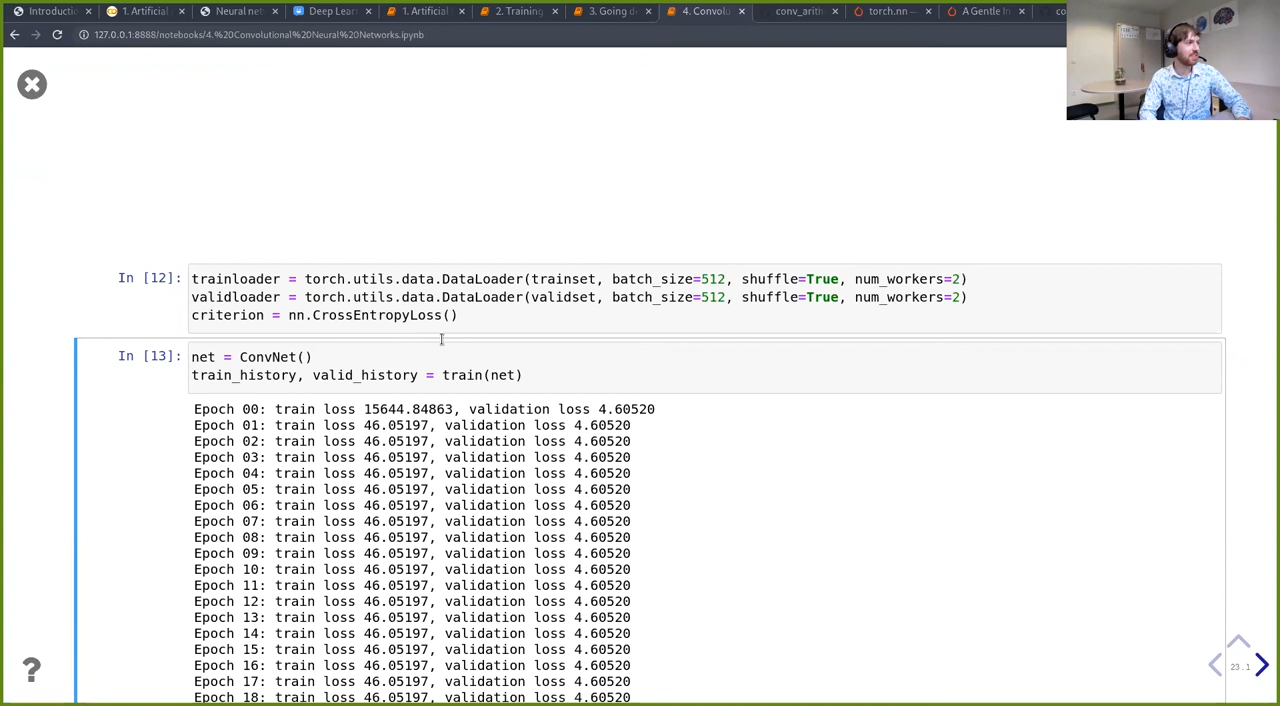 Introducti
1. Artificial
Neural net
Deep Lear
1. Artificial
2. Training
3. Going de
4. Convolu
conv_arith
torch.nn —
A Gentle In
co
127.0.0.1:8888/notebooks/4.%20Convolutional%20Neural%20Networks.ipynb
In [12]:
trainloader = torch.utils.data.DataLoader(trainset, batch_size=512, shuffle=True, num_workers=2)
validloader = torch.utils.data.DataLoader(validset, batch_size=512, shuffle=True, num_workers=2)
criterion = nn.CrossEntropyLoss()
In [13]:
net = ConvNet()
train_history, valid_history = train(net)
Epoch 00: train loss 15644.84863, validation loss 4.60520
Epoch 01: train loss 46.05197, validation loss 4.60520
Epoch 02: train loss 46.05197, validation loss 4.60520
Epoch 03: train loss 46.05197, validation loss 4.60520
Epoch 04: train loss 46.05197, validation loss 4.60520
Epoch 05: train loss 46.05197, validation loss 4.60520
Epoch 06: train loss 46.05197, validation loss 4.60520
Epoch 07: train loss 46.05197, validation loss 4.60520
Epoch 08: train loss 46.05197, validation loss 4.60520
Epoch 09: train loss 46.05197, validation loss 4.60520
Epoch 10: train loss 46.05197, validation loss 4.60520
Epoch 11: train loss 46.05197, validation loss 4.60520
Epoch 12: train loss 46.05197, validation loss 4.60520
Epoch 13: train loss 46.05197, validation loss 4.60520
Epoch 14: train loss 46.05197, validation loss 4.60520
Epoch 15: train loss 46.05197, validation loss 4.60520
Epoch 16: train loss 46.05197, validation loss 4.60520
Epoch 17: train loss 46.05197, validation loss 4.60520
Epoch 18: train loss 46.05197, validation loss 4.60520
?
23.1